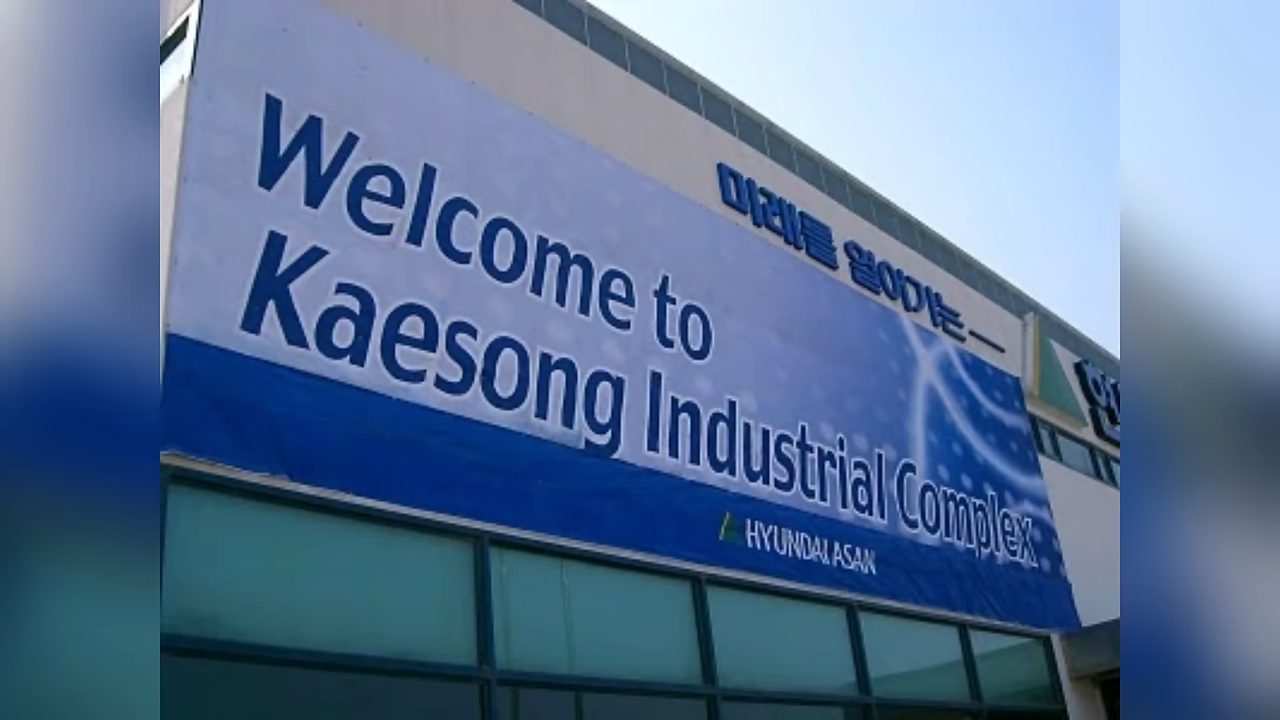 Welcome to
Kaesong Industrial Complex
HYUNDAI ASAN
미래를 열어가는